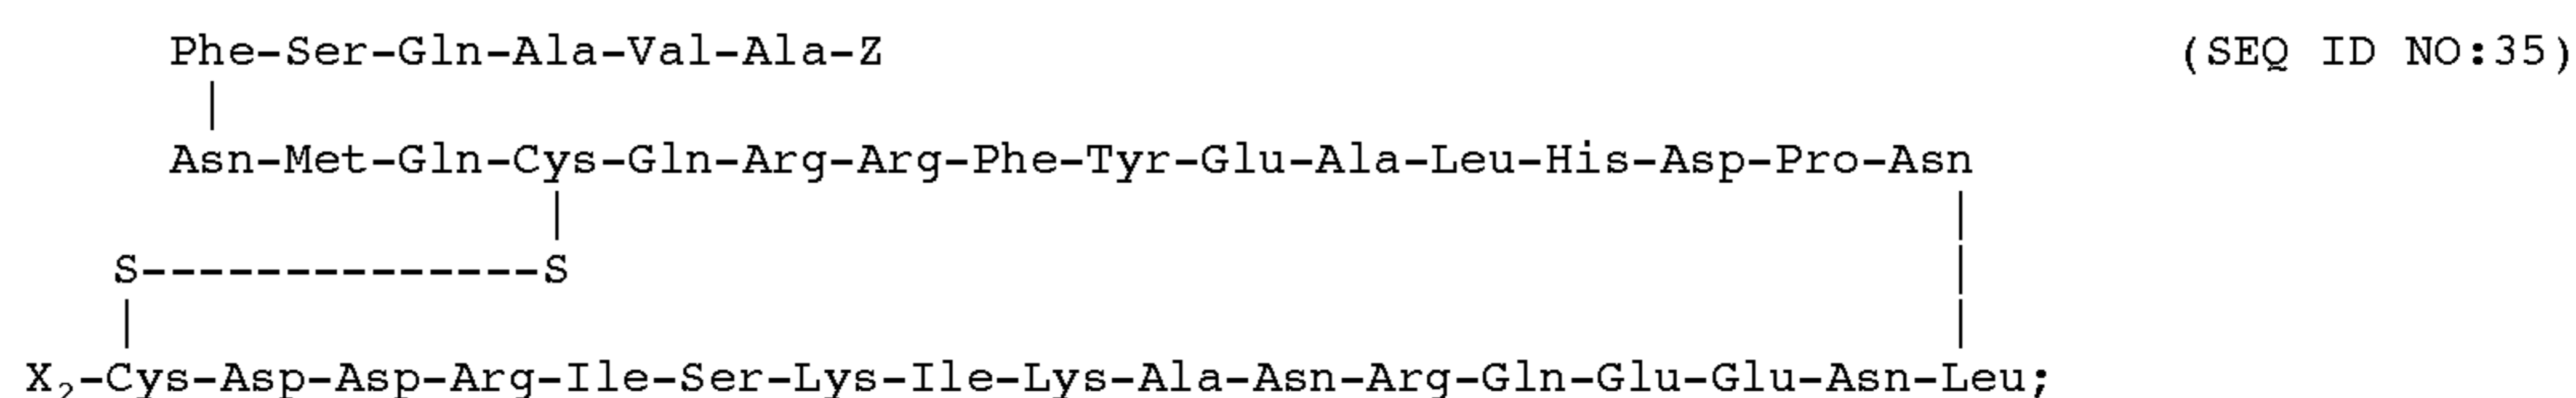 Phe-Ser-Gln-Ala-Val-Ala-Z (SEQ ID NO:35)
|
Asn-Met-Gln-Cys-Gln-Arg-Arg-Phe-Tyr-Glu-Ala-Leu-His-Asp-Pro-Asn
| |
S---------------S |
| |
X₂-Cys-Asp-Asp-Arg-Ile-Ser-Lys-Ile-Lys-Ala-Asn-Arg-Gln-Glu-Glu-Asn-Leu;